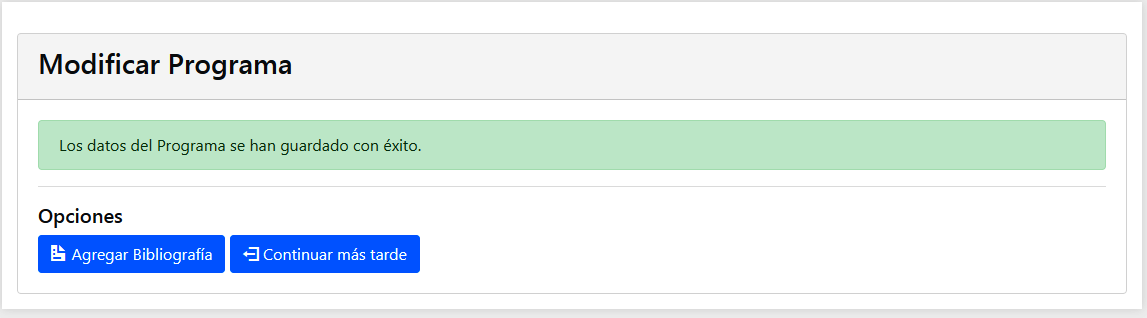 Modificar Programa
Los datos del Programa se han guardado con éxito.
Opciones
Agregar Bibliografía Continuar más tarde